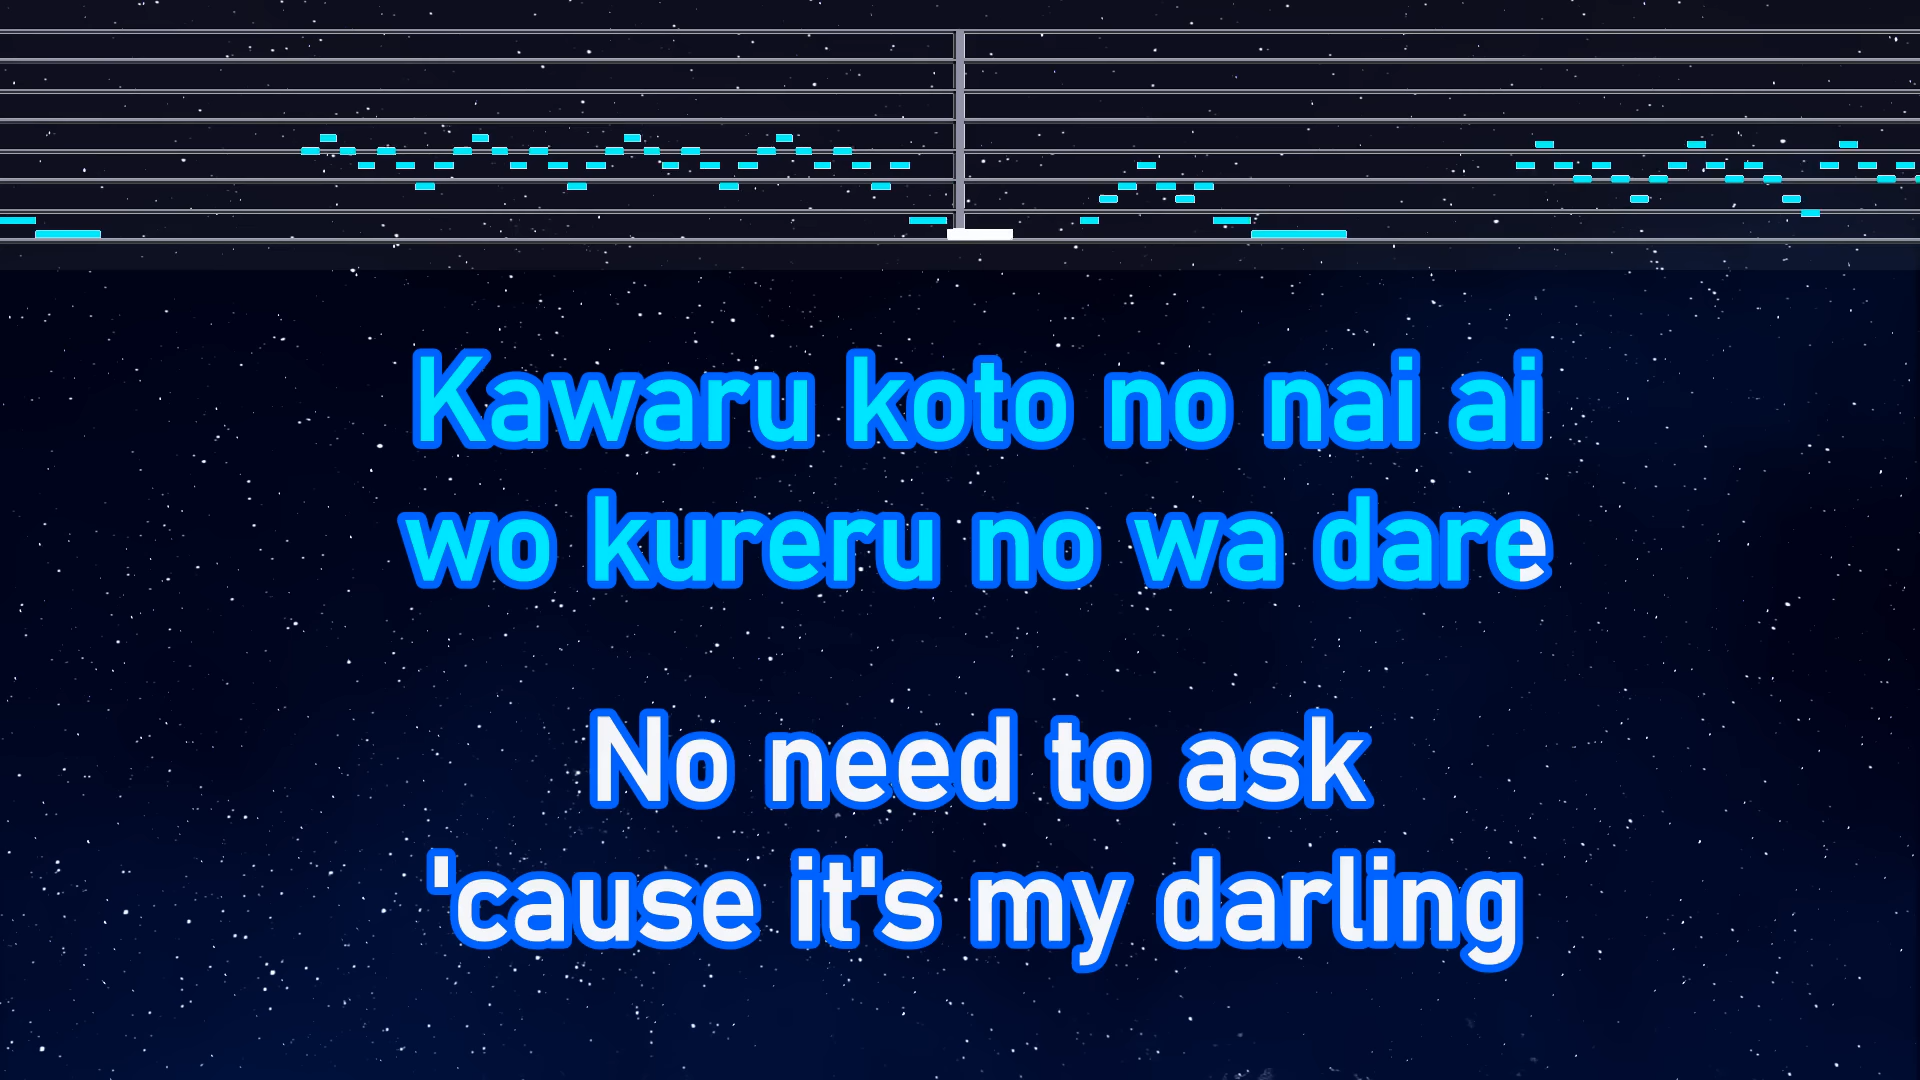 Kawaru koto no nai ai
wo kureru no wa dare
No need to ask
'cause it's my darling